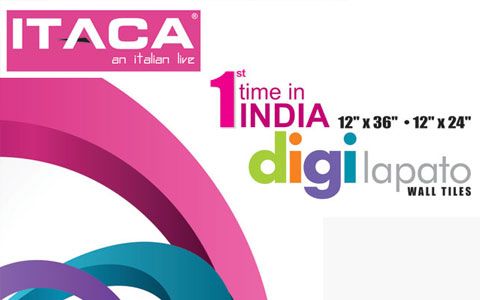 ITACA®
an italian live
1st time in
INDIA 12" x 36" • 12" x 24"
digi lapato
WALL TILES